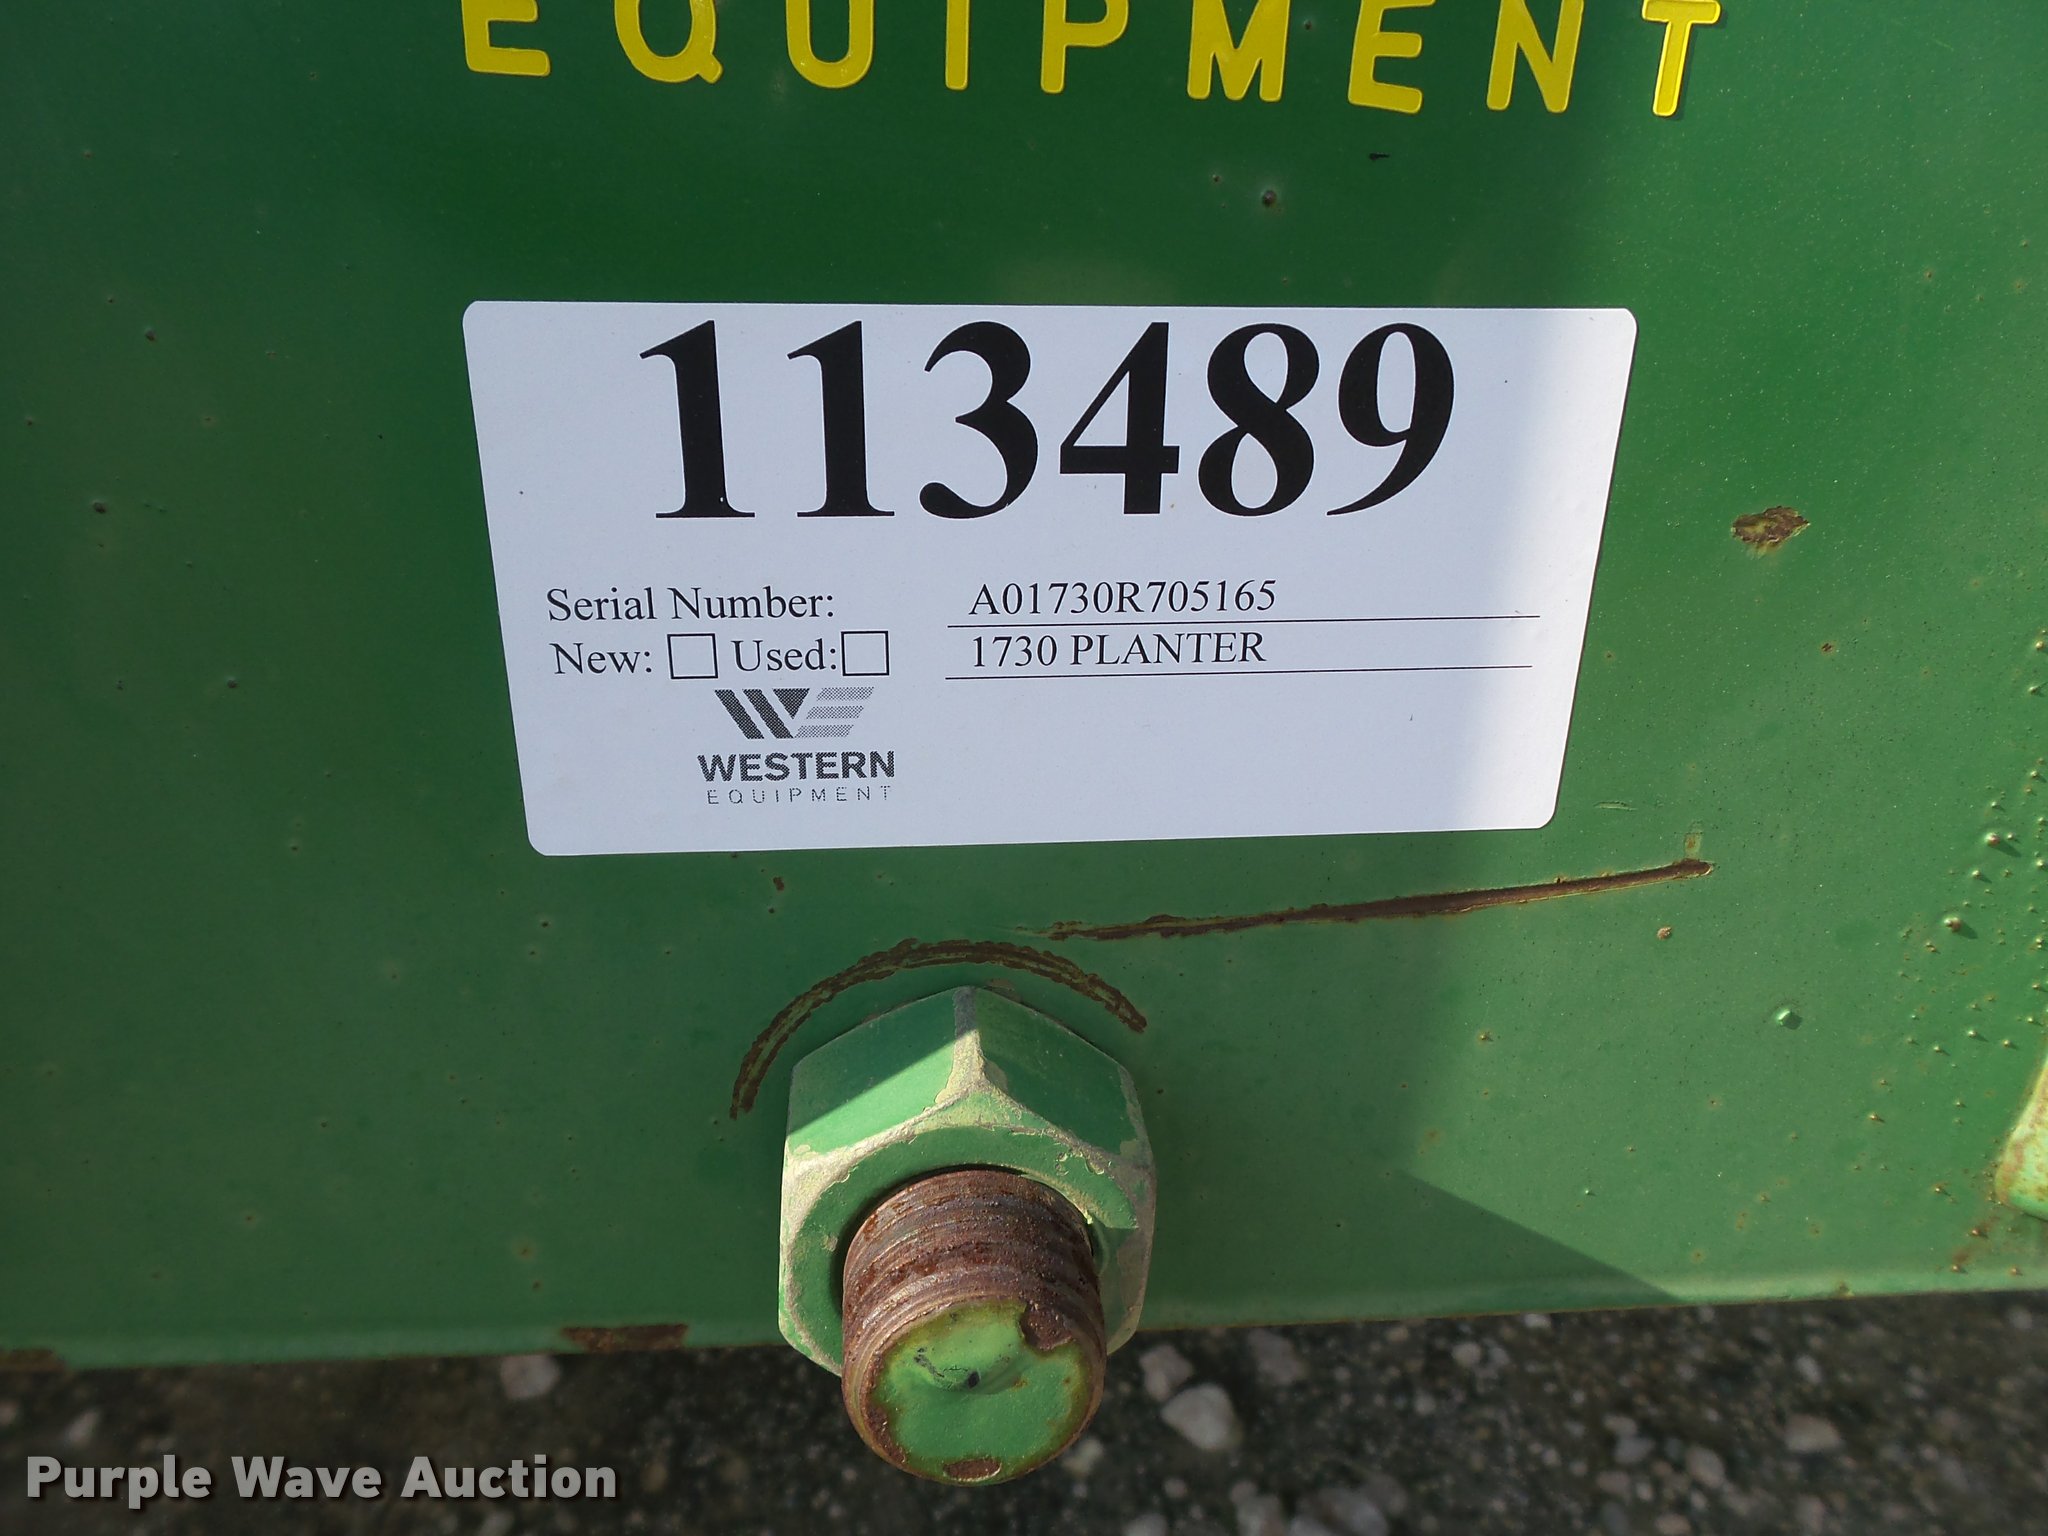 EQUIPMENT
113489
Serial Number: A01730R705165
New: Used: 1730 PLANTER
WESTERN
EQUIPMENT
Purple Wave Auction